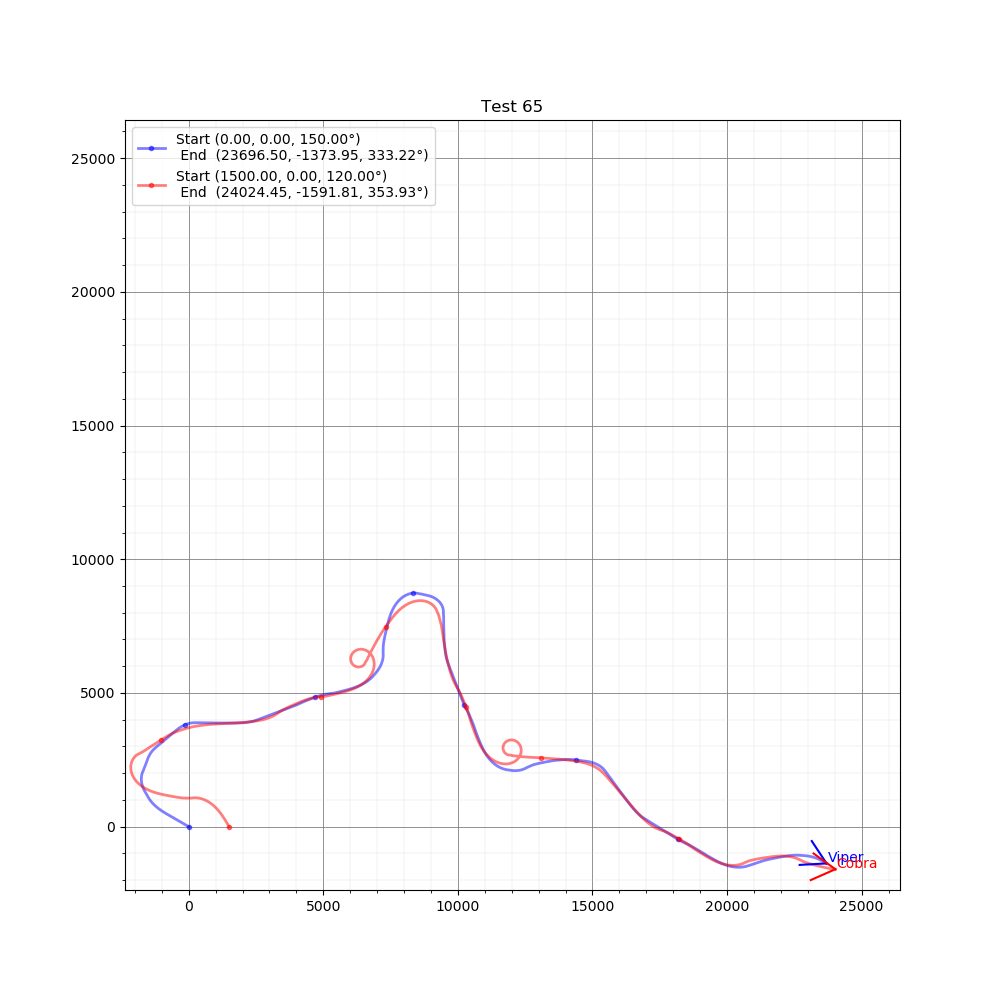 Test 65
Start (0.00, 0.00, 150.00°)
End  (23696.50, -1373.95, 333.22°)
Start (1500.00, 0.00, 120.00°)
End  (24024.45, -1591.81, 353.93°)
25000
20000
15000
10000
5000
0
Viper
Cobra
0 5000 10000 15000 20000 25000